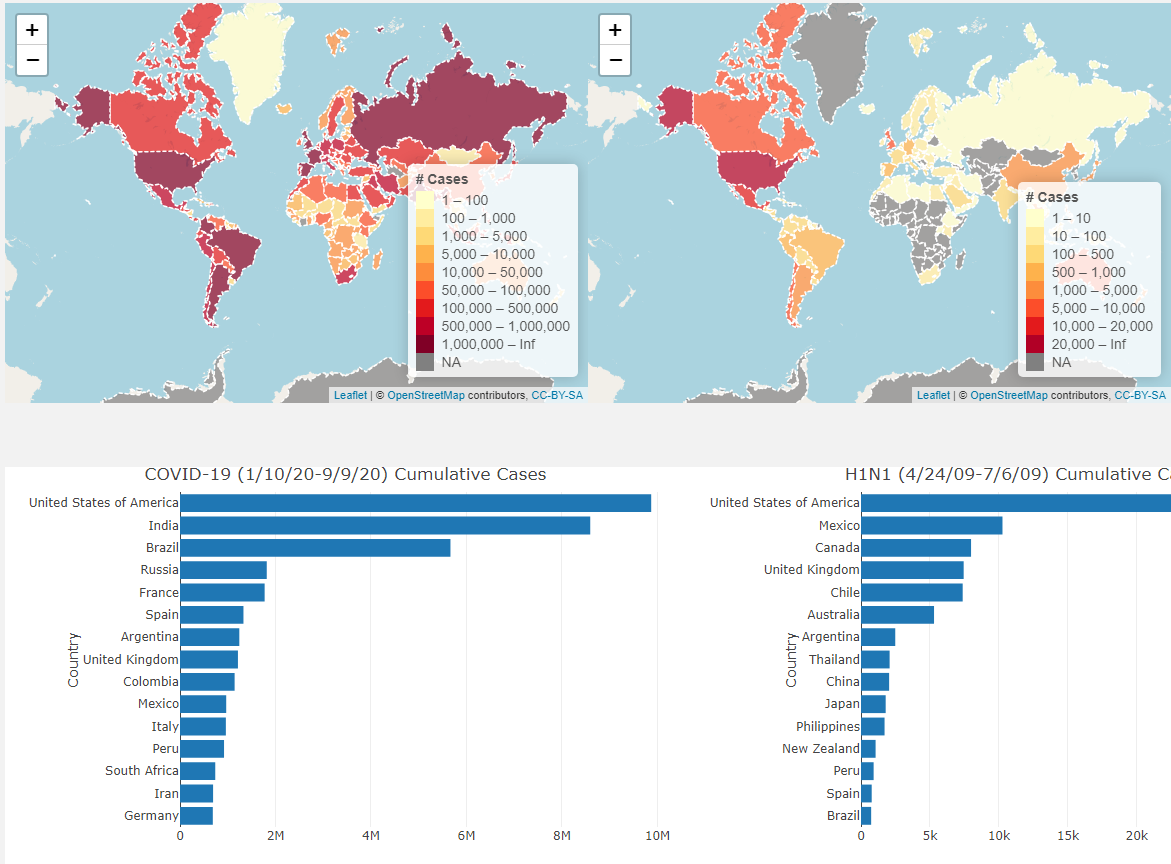 +
−
# Cases
1 – 100
100 – 1,000
1,000 – 5,000
5,000 – 10,000
10,000 – 50,000
50,000 – 100,000
100,000 – 500,000
500,000 – 1,000,000
1,000,000 – Inf
NA
Leaflet | © OpenStreetMap contributors, CC-BY-SA
+
−
# Cases
1 – 10
10 – 100
100 – 500
500 – 1,000
1,000 – 5,000
5,000 – 10,000
10,000 – 20,000
20,000 – Inf
NA
Leaflet | © OpenStreetMap contributors, CC-BY-SA
COVID-19 (1/10/20-9/9/20) Cumulative Cases
Country
United States of America
India
Brazil
Russia
France
Spain
Argentina
United Kingdom
Colombia
Mexico
Italy
Peru
South Africa
Iran
Germany
0 2M 4M 6M 8M 10M
H1N1 (4/24/09-7/6/09) Cumulative Ca
Country
United States of America
Mexico
Canada
United Kingdom
Chile
Australia
Argentina
Thailand
China
Japan
Philippines
New Zealand
Peru
Spain
Brazil
0 5k 10k 15k 20k